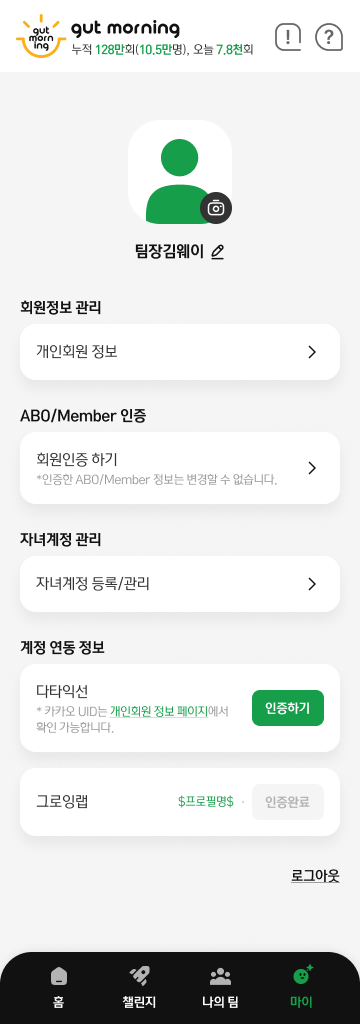 gut
morn
ing
gut morning
누적 128만회(10.5만명), 오늘 7.8천회
!
?
팀장김웨이
회원정보 관리
개인회원 정보
ABO/Member 인증
회원인증 하기
*인증한 ABO/Member 정보는 변경할 수 없습니다.
자녀계정 관리
자녀계정 등록/관리
계정 연동 정보
다타익선
* 카카오 UID는 개인회원 정보 페이지에서
확인 가능합니다.
인증하기
그로잉랩
$프로필명$ ·
인증완료
로그아웃
홈
챌린지
나의 팀
마이